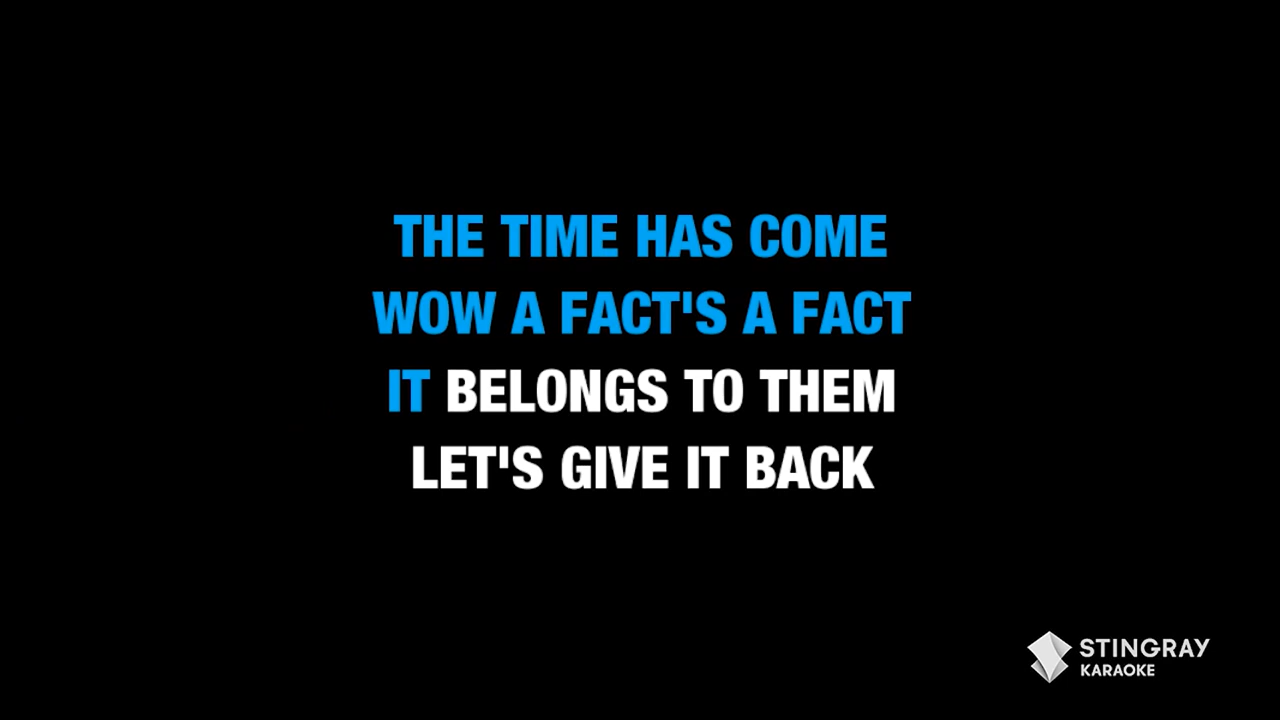 THE TIME HAS COME
WOW A FACT'S A FACT
IT BELONGS TO THEM
LET'S GIVE IT BACK
STINGRAY
KARAOKE